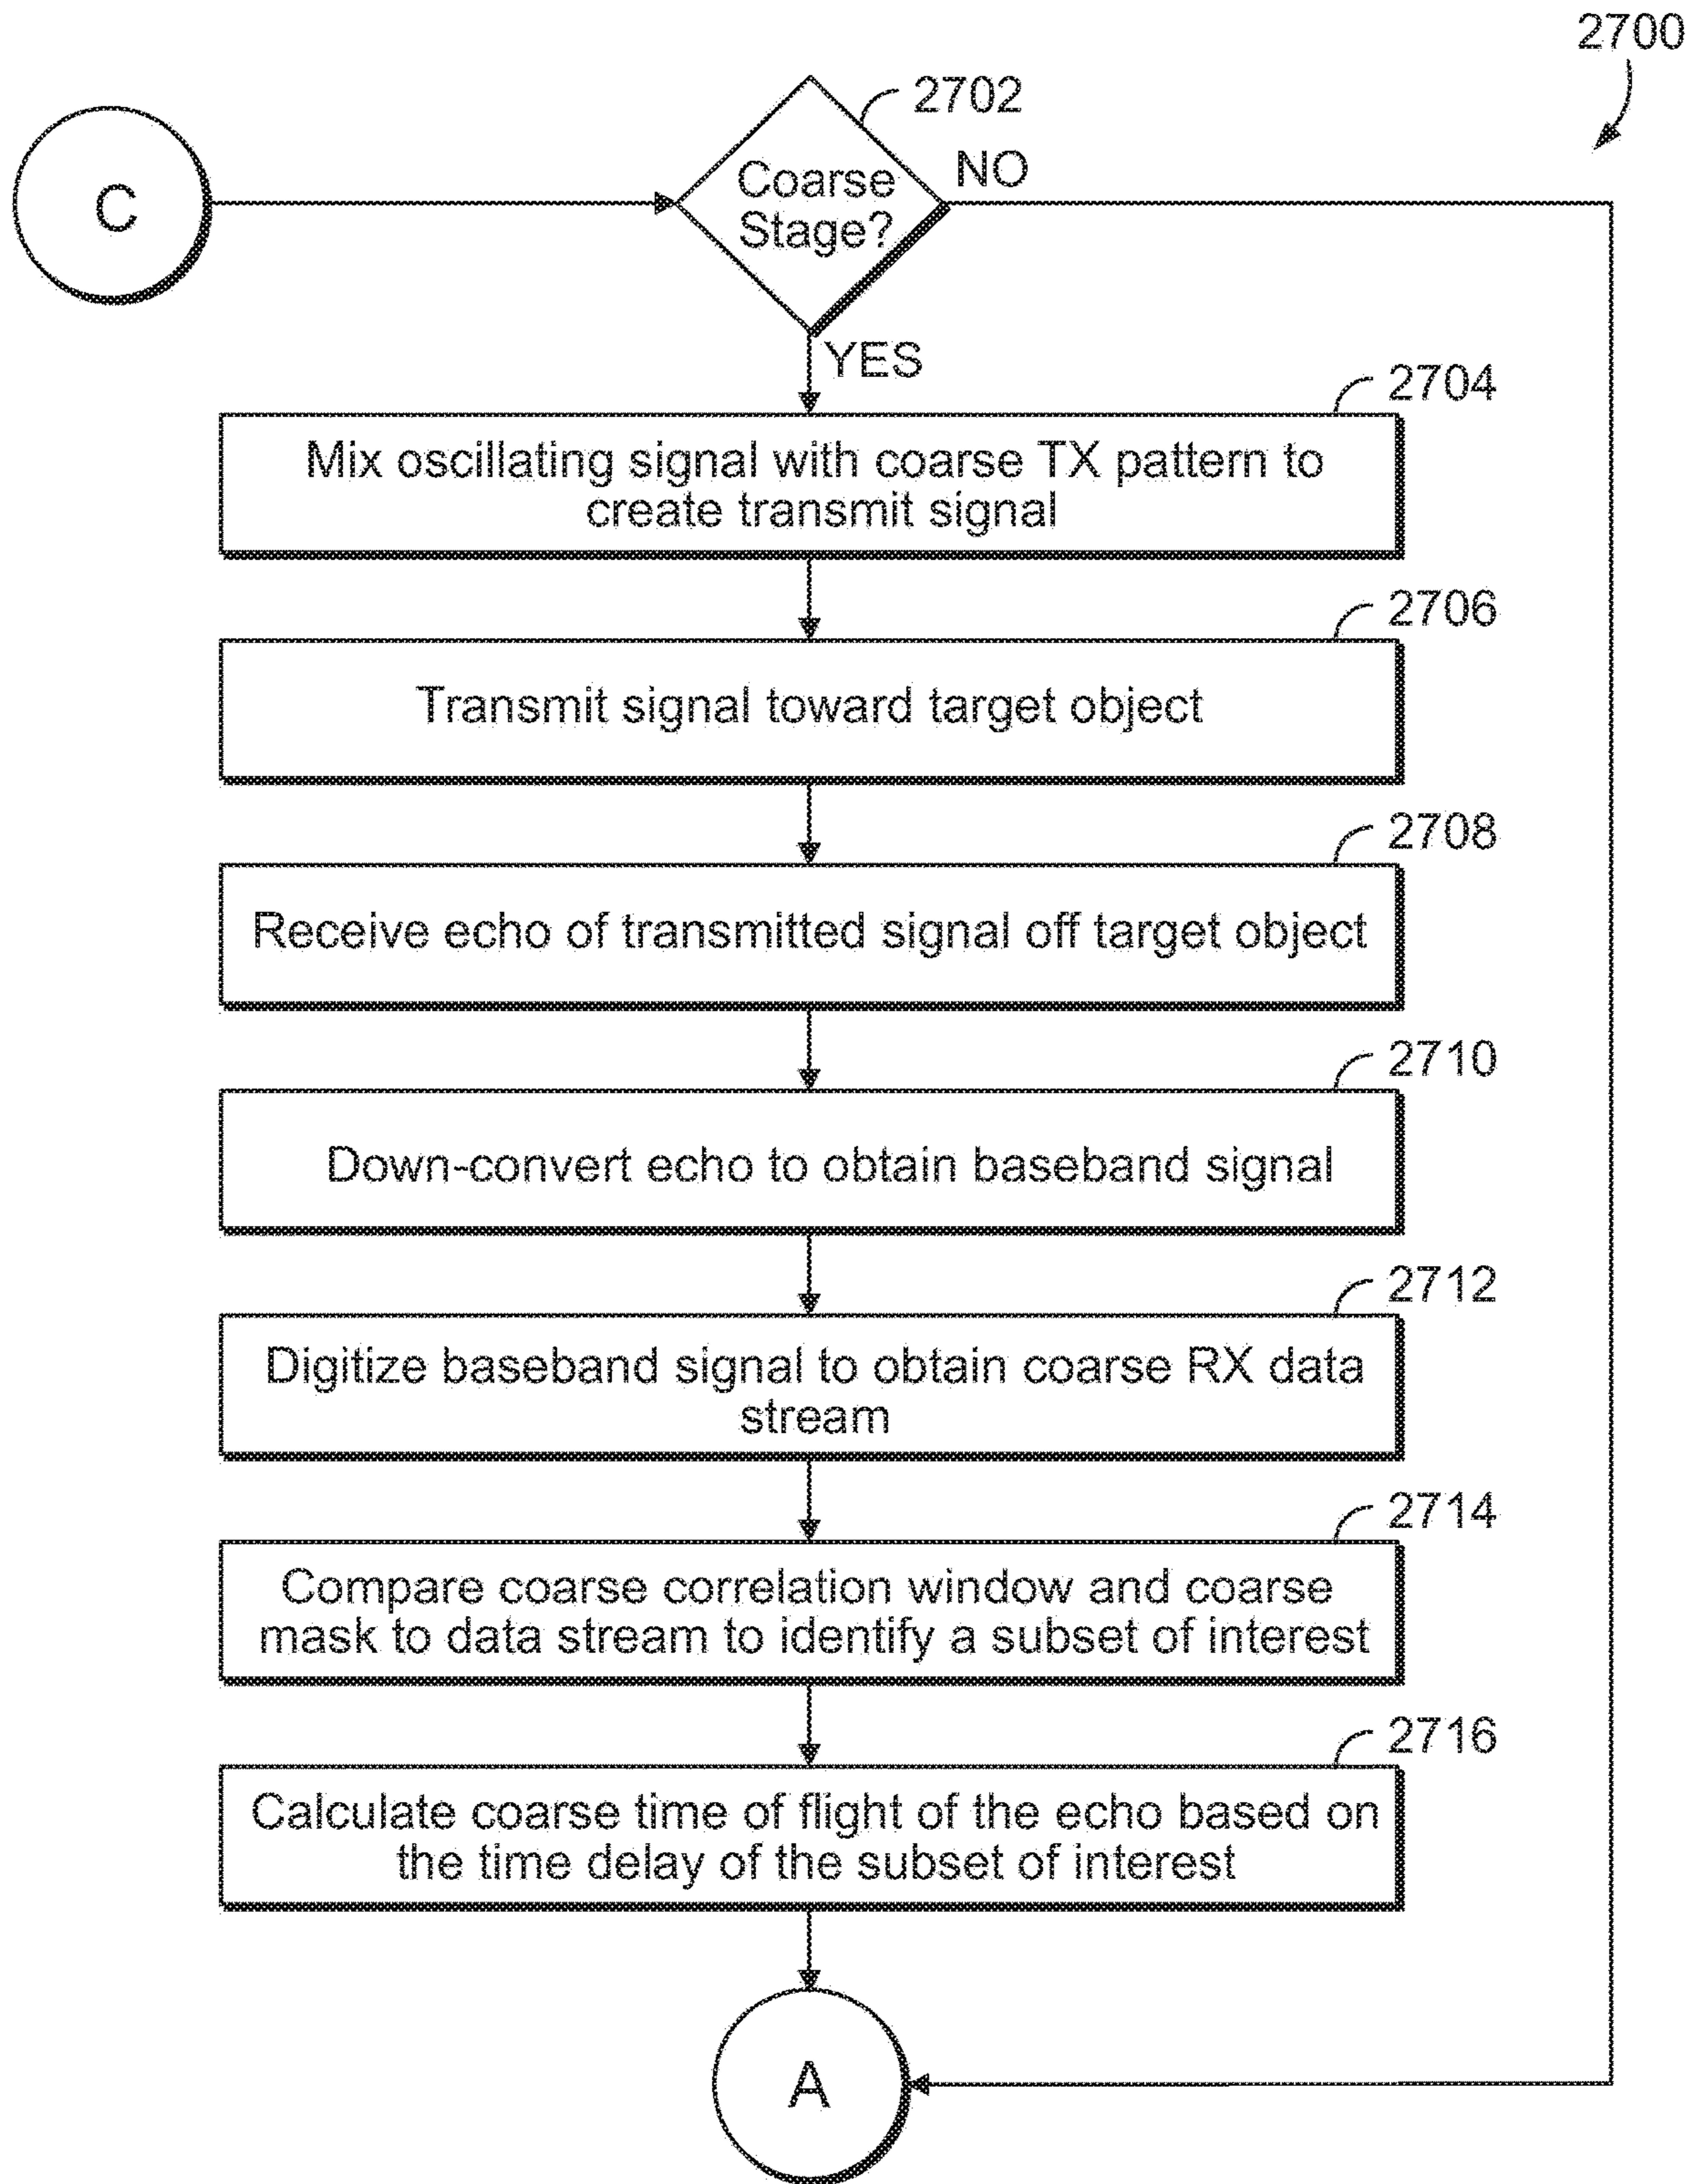 2700
2702
C
Coarse
Stage?
NO
YES
2704
Mix oscillating signal with coarse TX pattern to
create transmit signal
2706
Transmit signal toward target object
2708
Receive echo of transmitted signal off target object
2710
Down-convert echo to obtain baseband signal
2712
Digitize baseband signal to obtain coarse RX data
stream
2714
Compare coarse correlation window and coarse
mask to data stream to identify a subset of interest
2716
Calculate coarse time of flight of the echo based on
the time delay of the subset of interest
A